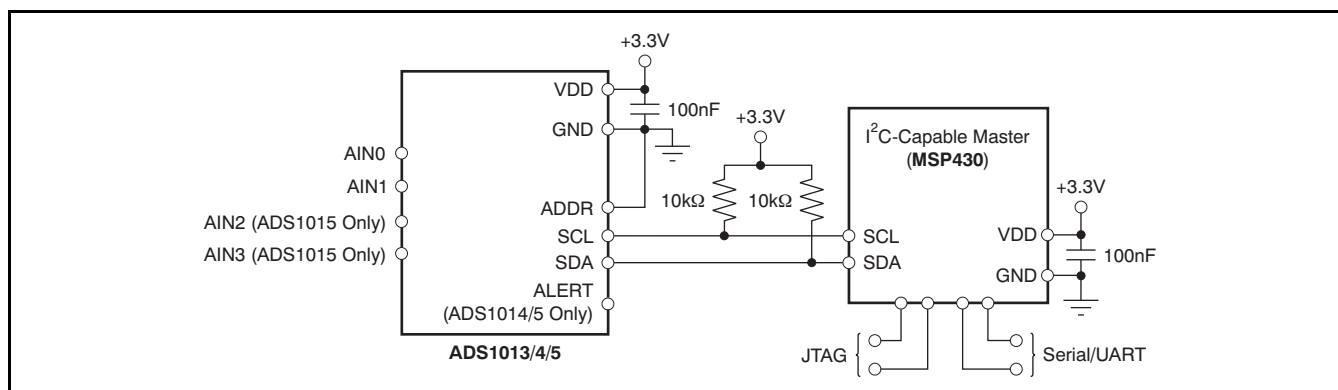 +3.3V
VDD
100nF
GND
AIN0
AIN1
AIN2 (ADS1015 Only)
AIN3 (ADS1015 Only)
ADDR
SCL
SDA
ALERT
(ADS1014/5 Only)
ADS1013/4/5
+3.3V
10kΩ
10kΩ
I²C-Capable Master
(MSP430)
SCL
SDA
+3.3V
VDD
100nF
GND
JTAG
Serial/UART